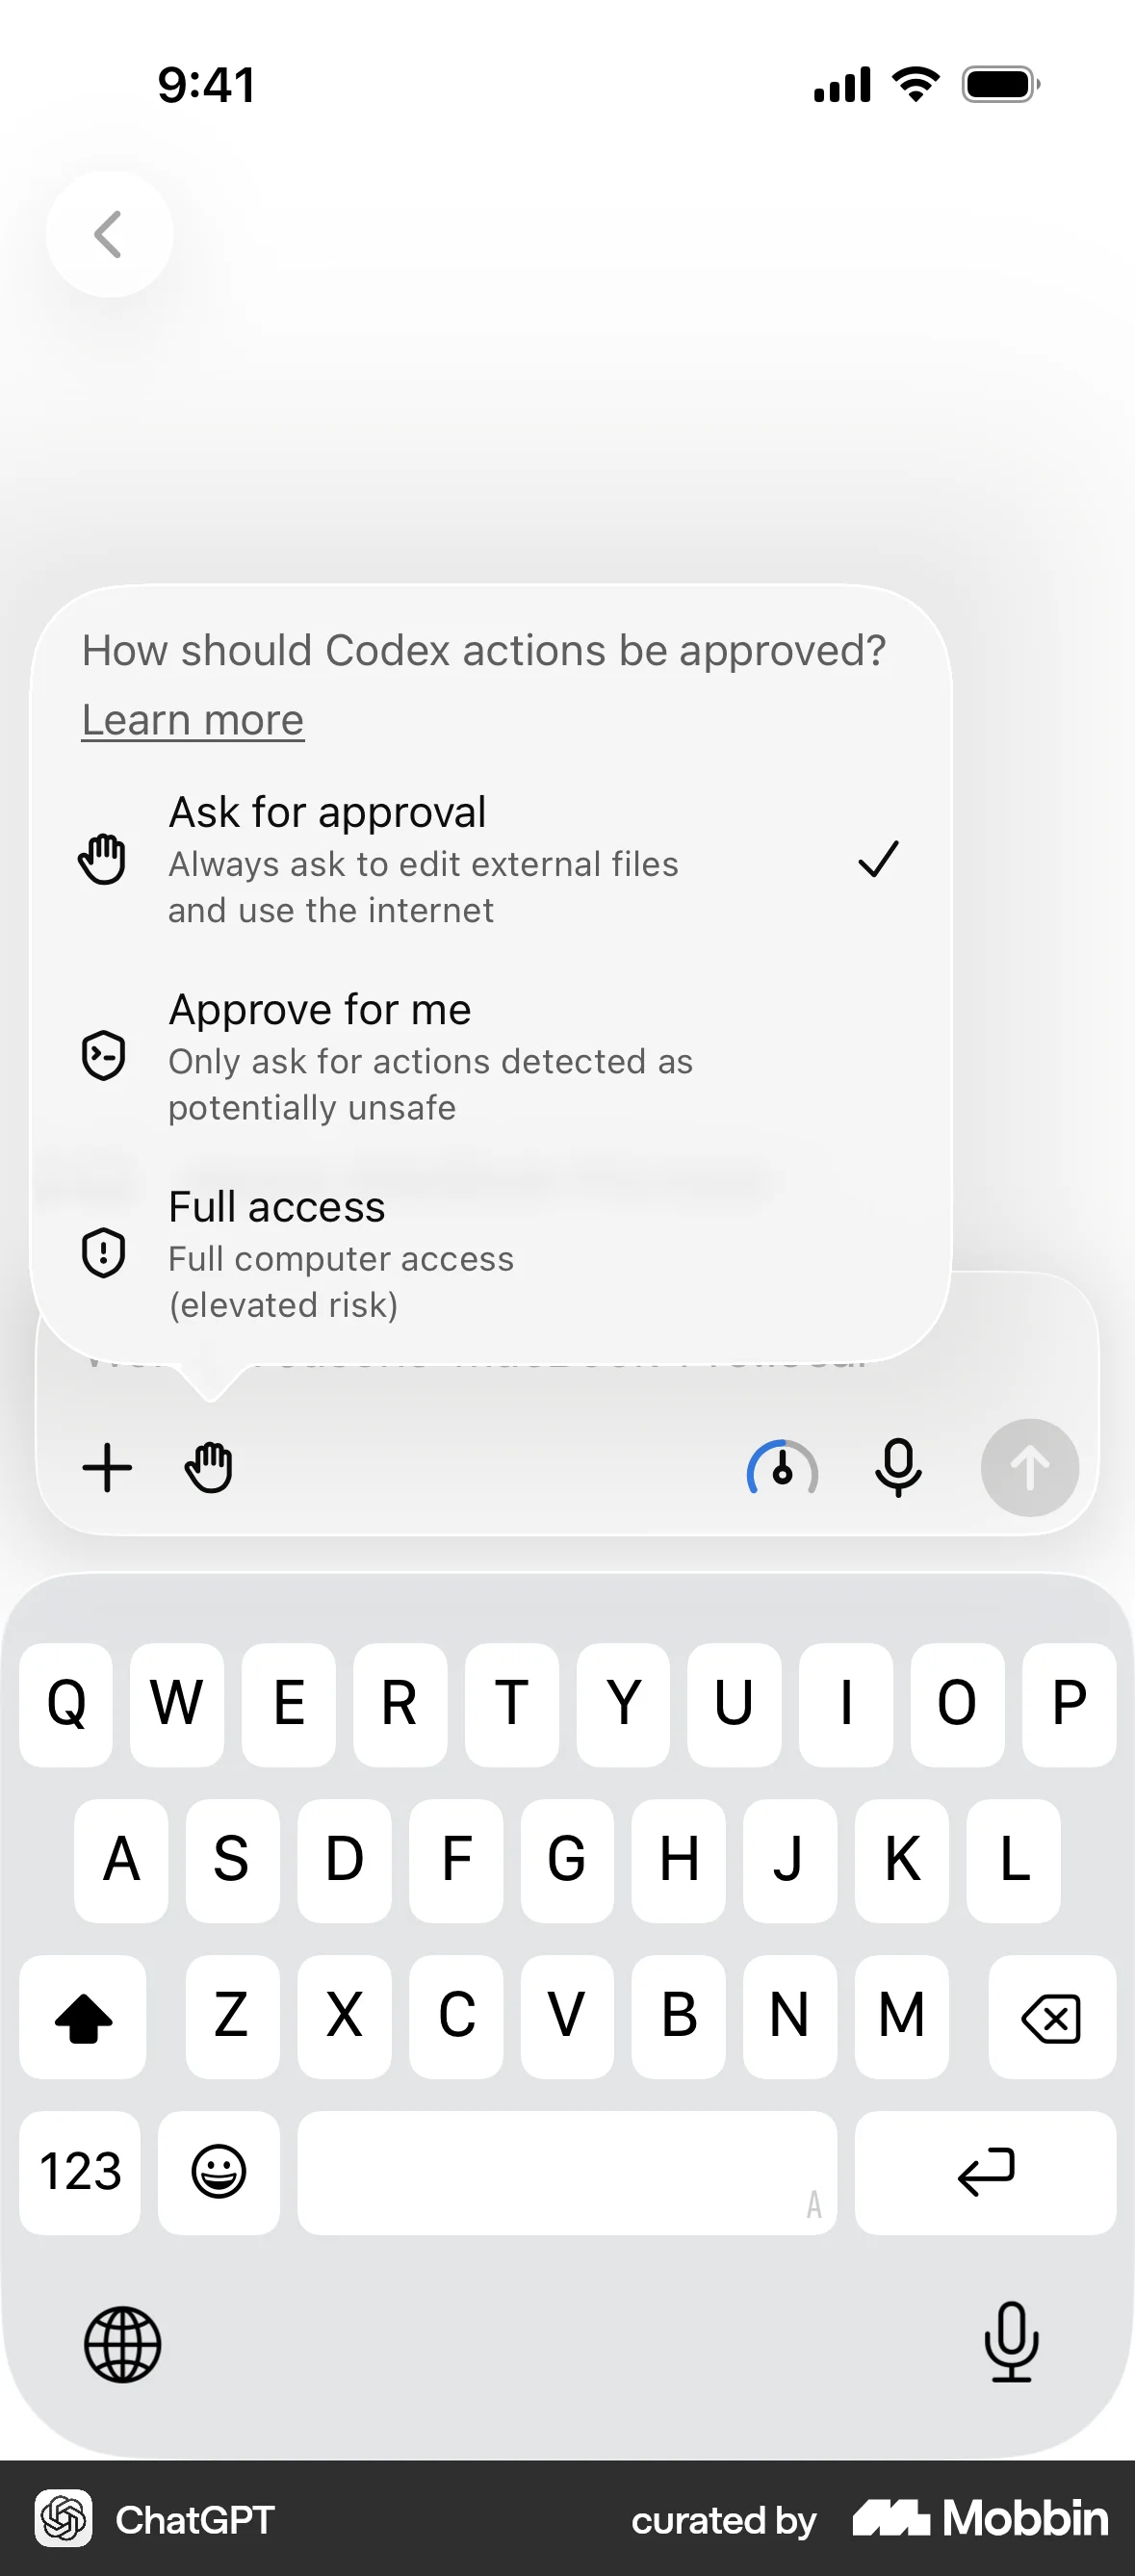 9:41
How should Codex actions be approved?
Learn more
Ask for approval
Always ask to edit external files
and use the internet
Approve for me
Only ask for actions detected as
potentially unsafe
Full access
Full computer access
(elevated risk)
Q W E R T Y U I O P
A S D F G H J K L
Z X C V B N M
123
A
ChatGPT
curated by Mobbin